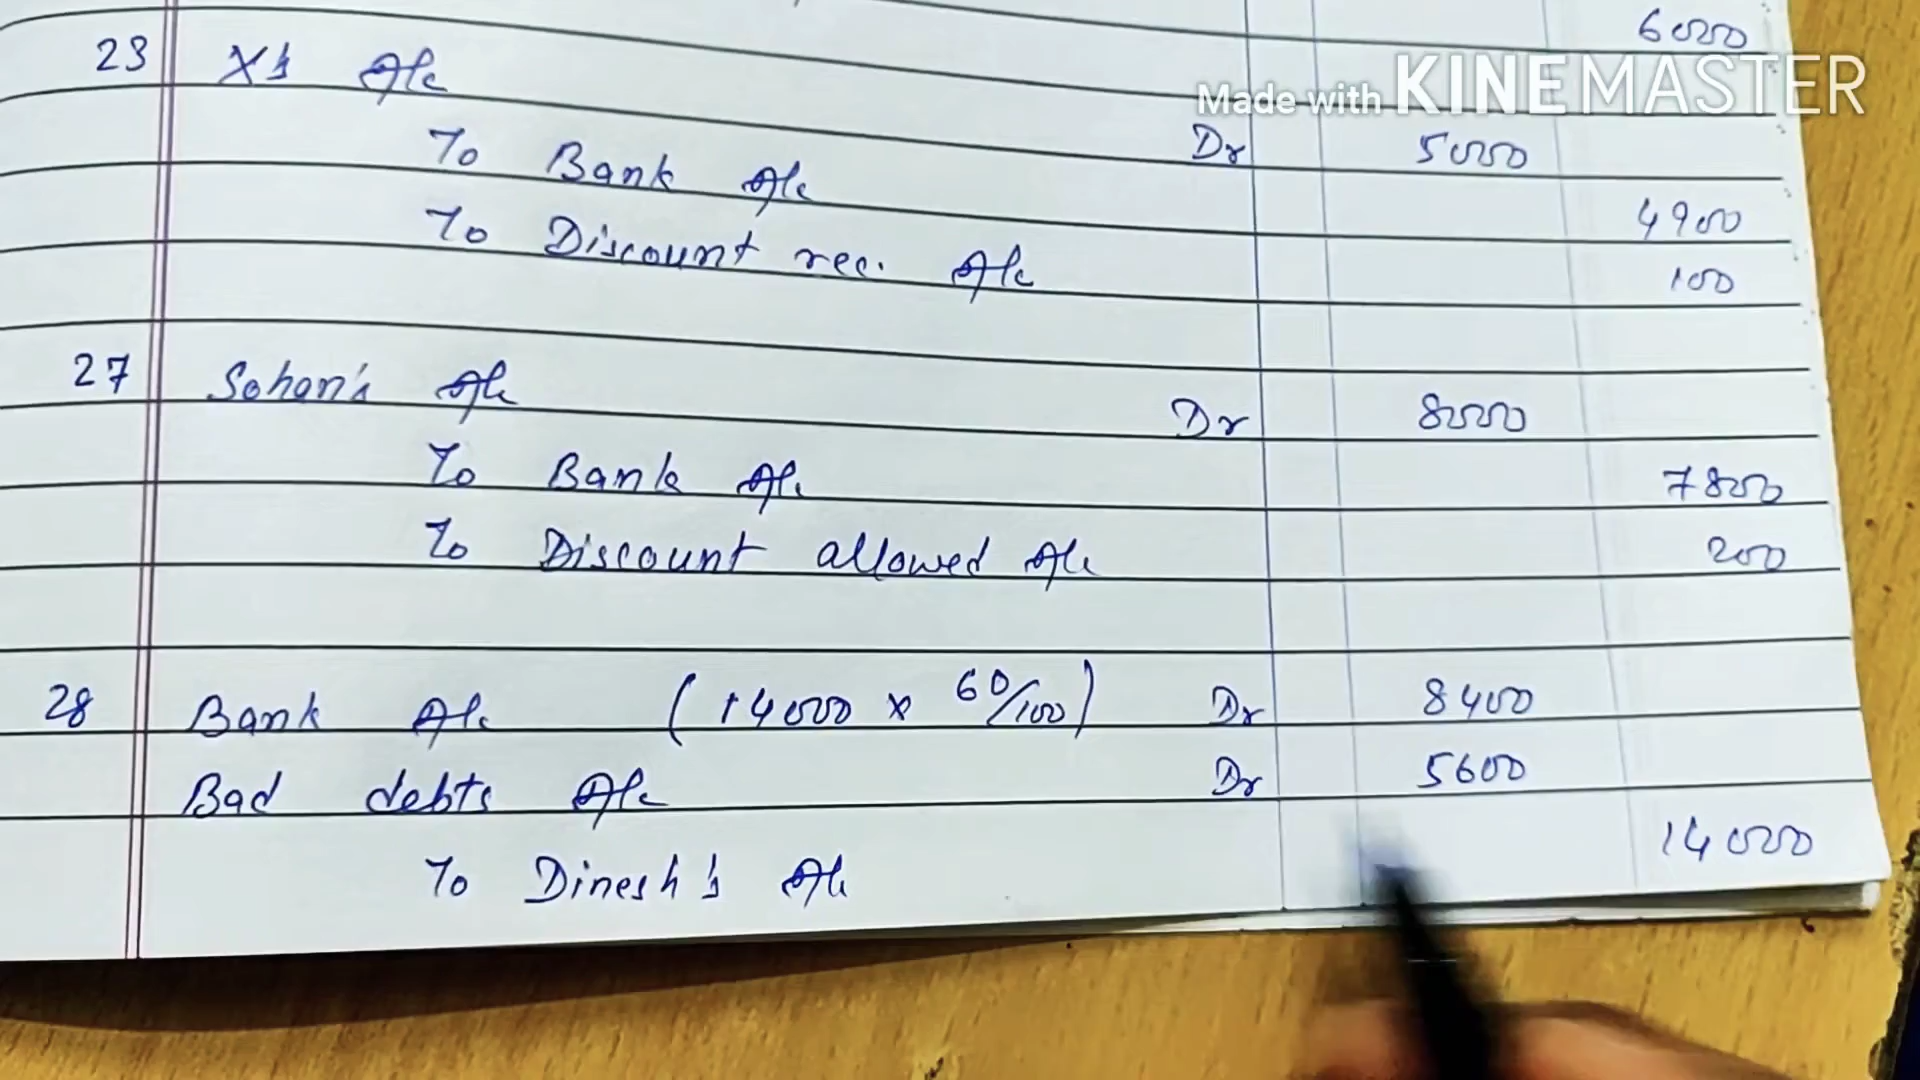 6000
Made with KINEMASTER
23 X's A/c Dr 5000
To Bank A/c 4900
To Discount rec. A/c 100
27 Sohan's A/c Dr 8000
To Bank A/c 7800
To Discount allowed A/c 200
28 Bank A/c (14000 x 60/100) Dr 8400
Bad debts A/c Dr 5600
To Dinesh's A/c 14000